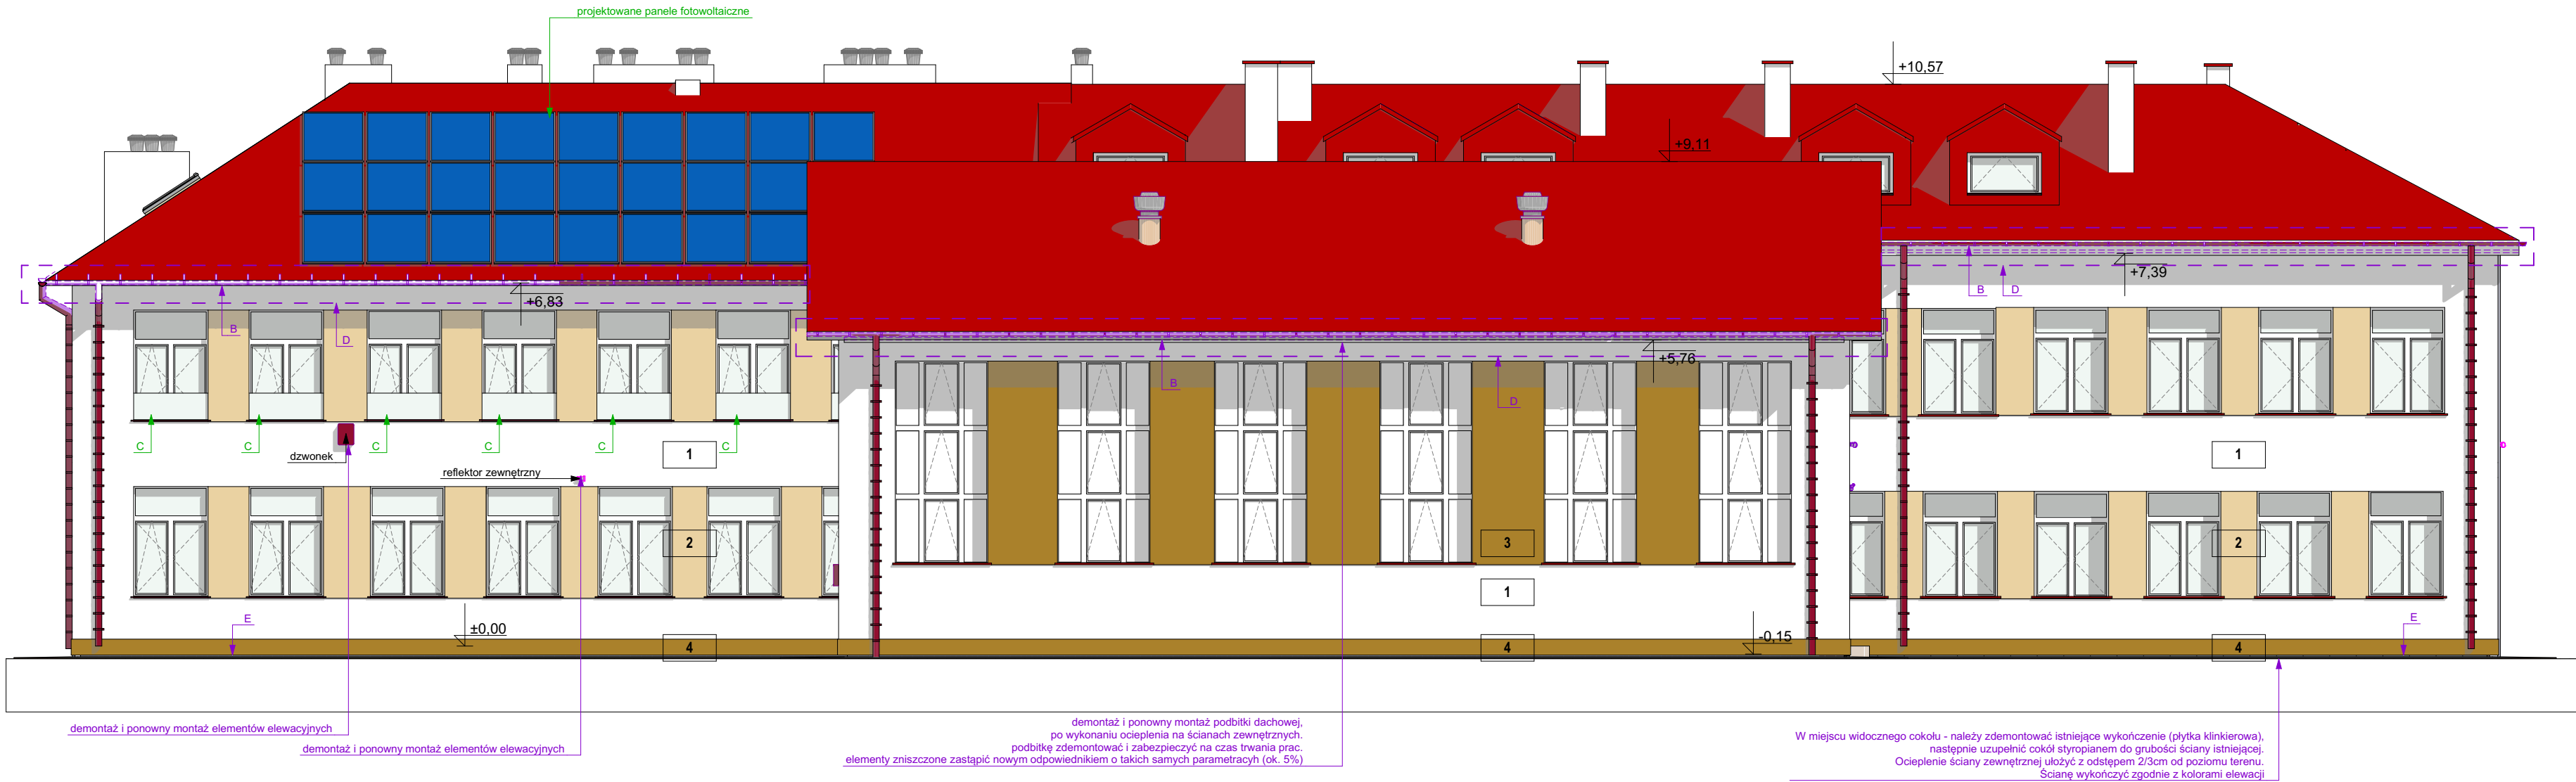 projektowane panele fotowoltaiczne
+10,57
+9,11
+7,39
+6,83
+5,76
B
D
B
D
B
D
C
C
C
C
C
C
dzwonek
reflektor zewnętrzny
1
1
2
3
2
1
E
±0,00
-0,15
E
4
4
4
demontaż i ponowny montaż elementów elewacyjnych
demontaż i ponowny montaż elementów elewacyjnych
demontaż i ponowny montaż podbitki dachowej,
po wykonaniu ocieplenia na ścianach zewnętrznych.
podbitkę zdemontować i zabezpieczyć na czas trwania prac.
elementy zniszczone zastąpić nowym odpowiednikiem o takich samych parametracyh (ok. 5%)
W miejscu widocznego cokołu - należy zdemontować istniejące wykończenie (płytka klinkierowa),
następnie uzupełnić cokół styropianem do grubości ściany istniejącej.
Ocieplenie ściany zewnętrznej ułożyć z odstępem 2/3cm od poziomu terenu.
Ścianę wykończyć zgodnie z kolorami elewacji